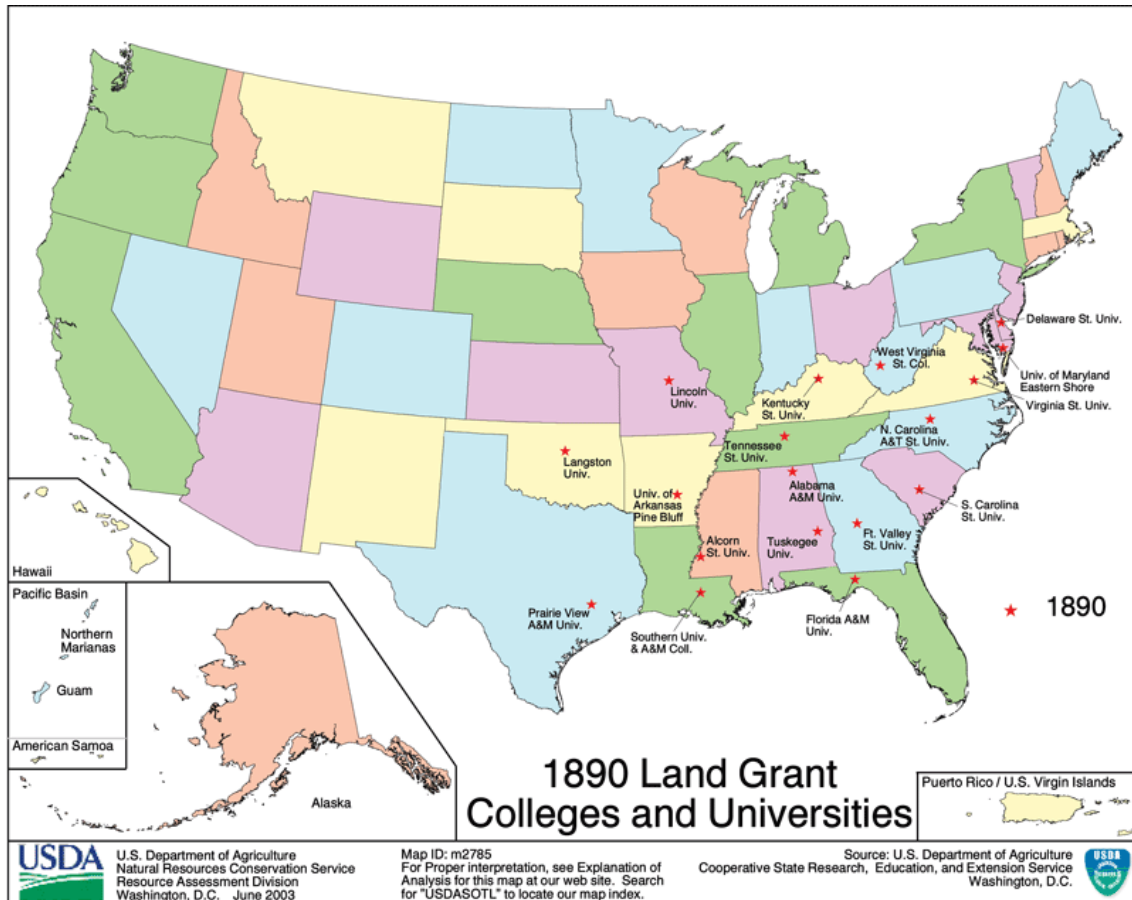 Delaware St. Univ.
West Virginia
St. Col.
Univ. of Maryland
Eastern Shore
Lincoln
Univ.
Kentucky
St. Univ.
Virginia St. Univ.
Tennessee
St. Univ.
N. Carolina
A&T St. Univ.
Langston
Univ.
Alabama
A&M Univ.
Univ. of
Arkansas
Pine Bluff
S. Carolina
St. Univ.
Alcorn
St. Univ.
Tuskegee
Univ.
Ft. Valley
St. Univ.
Hawaii
Pacific Basin
Northern
Marianas
Guam
American Samoa
Prairie View
A&M Univ.
Southern Univ.
& A&M Coll.
Florida A&M
Univ.
1890
Alaska
1890 Land Grant
Colleges and Universities
Puerto Rico / U.S. Virgin Islands
USDA
U.S. Department of Agriculture
Natural Resources Conservation Service
Resource Assessment Division
Washington, D.C. June 2003
Map ID: m2785
For Proper interpretation, see Explanation of
Analysis for this map at our web site. Search
for "USDASOTL" to locate our map index.
Source: U.S. Department of Agriculture
Cooperative State Research, Education, and Extension Service
Washington, D.C.
USDA